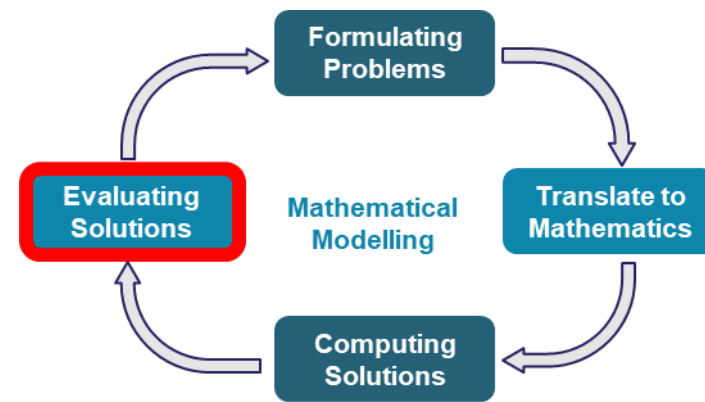 Formulating
Problems
Evaluating
Solutions
Mathematical
Modelling
Translate to
Mathematics
Computing
Solutions